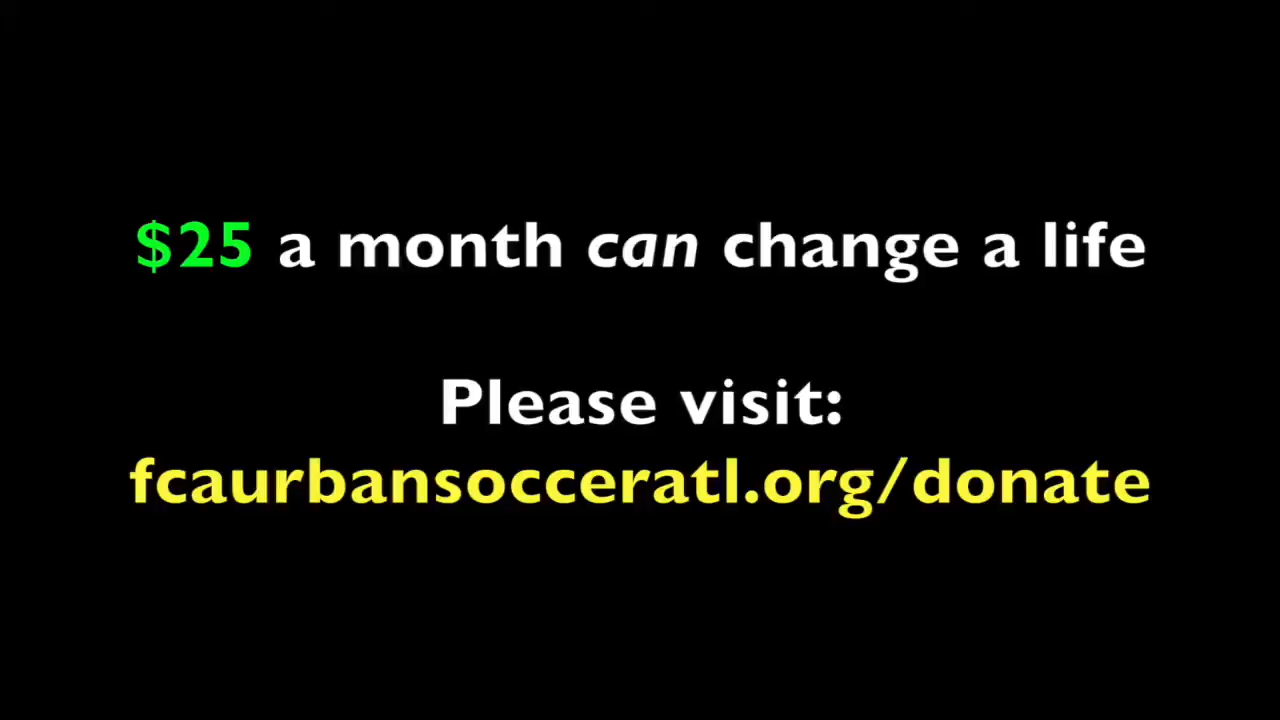 $25 a month can change a life
Please visit:
fcaurbansocceratl.org/donate